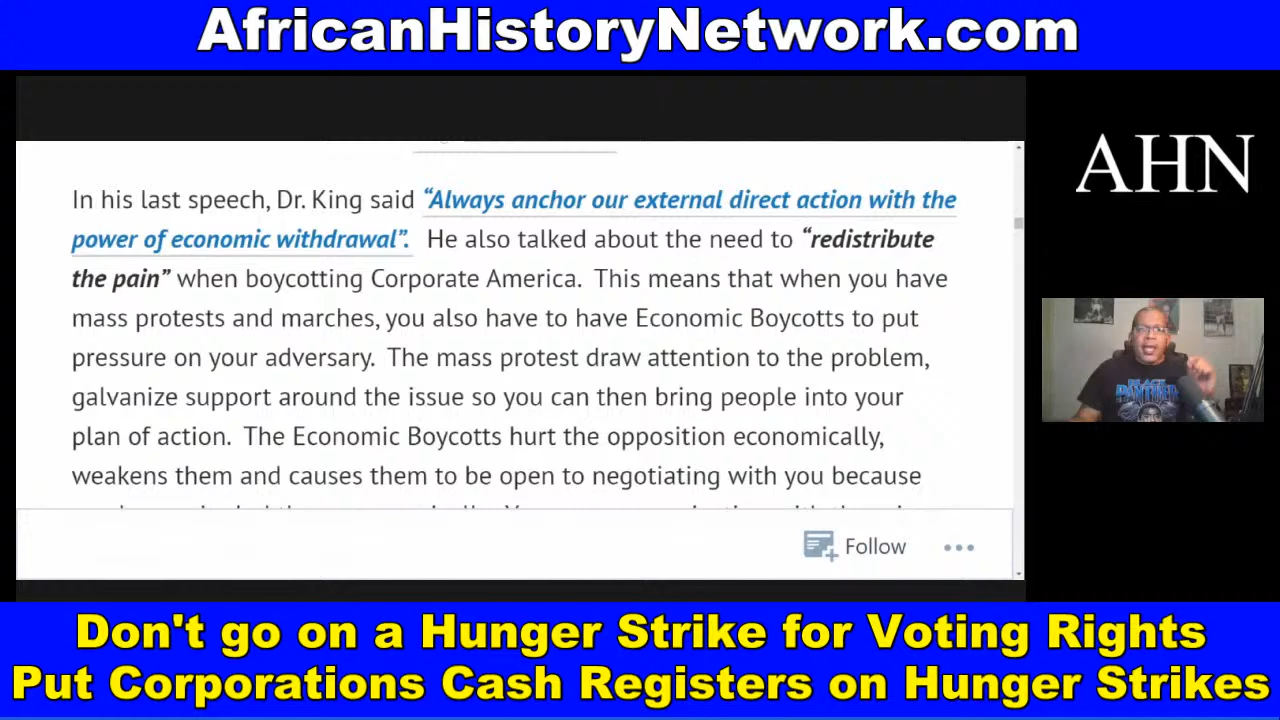 AfricanHistoryNetwork.com
AHN
In his last speech, Dr. King said “Always anchor our external direct action with the
power of economic withdrawal”. He also talked about the need to “redistribute
the pain” when boycotting Corporate America. This means that when you have
mass protests and marches, you also have to have Economic Boycotts to put
pressure on your adversary. The mass protest draw attention to the problem,
galvanize support around the issue so you can then bring people into your
plan of action. The Economic Boycotts hurt the opposition economically,
weakens them and causes them to be open to negotiating with you because
BLACK
PANTHER
Follow
Don't go on a Hunger Strike for Voting Rights
Put Corporations Cash Registers on Hunger Strikes